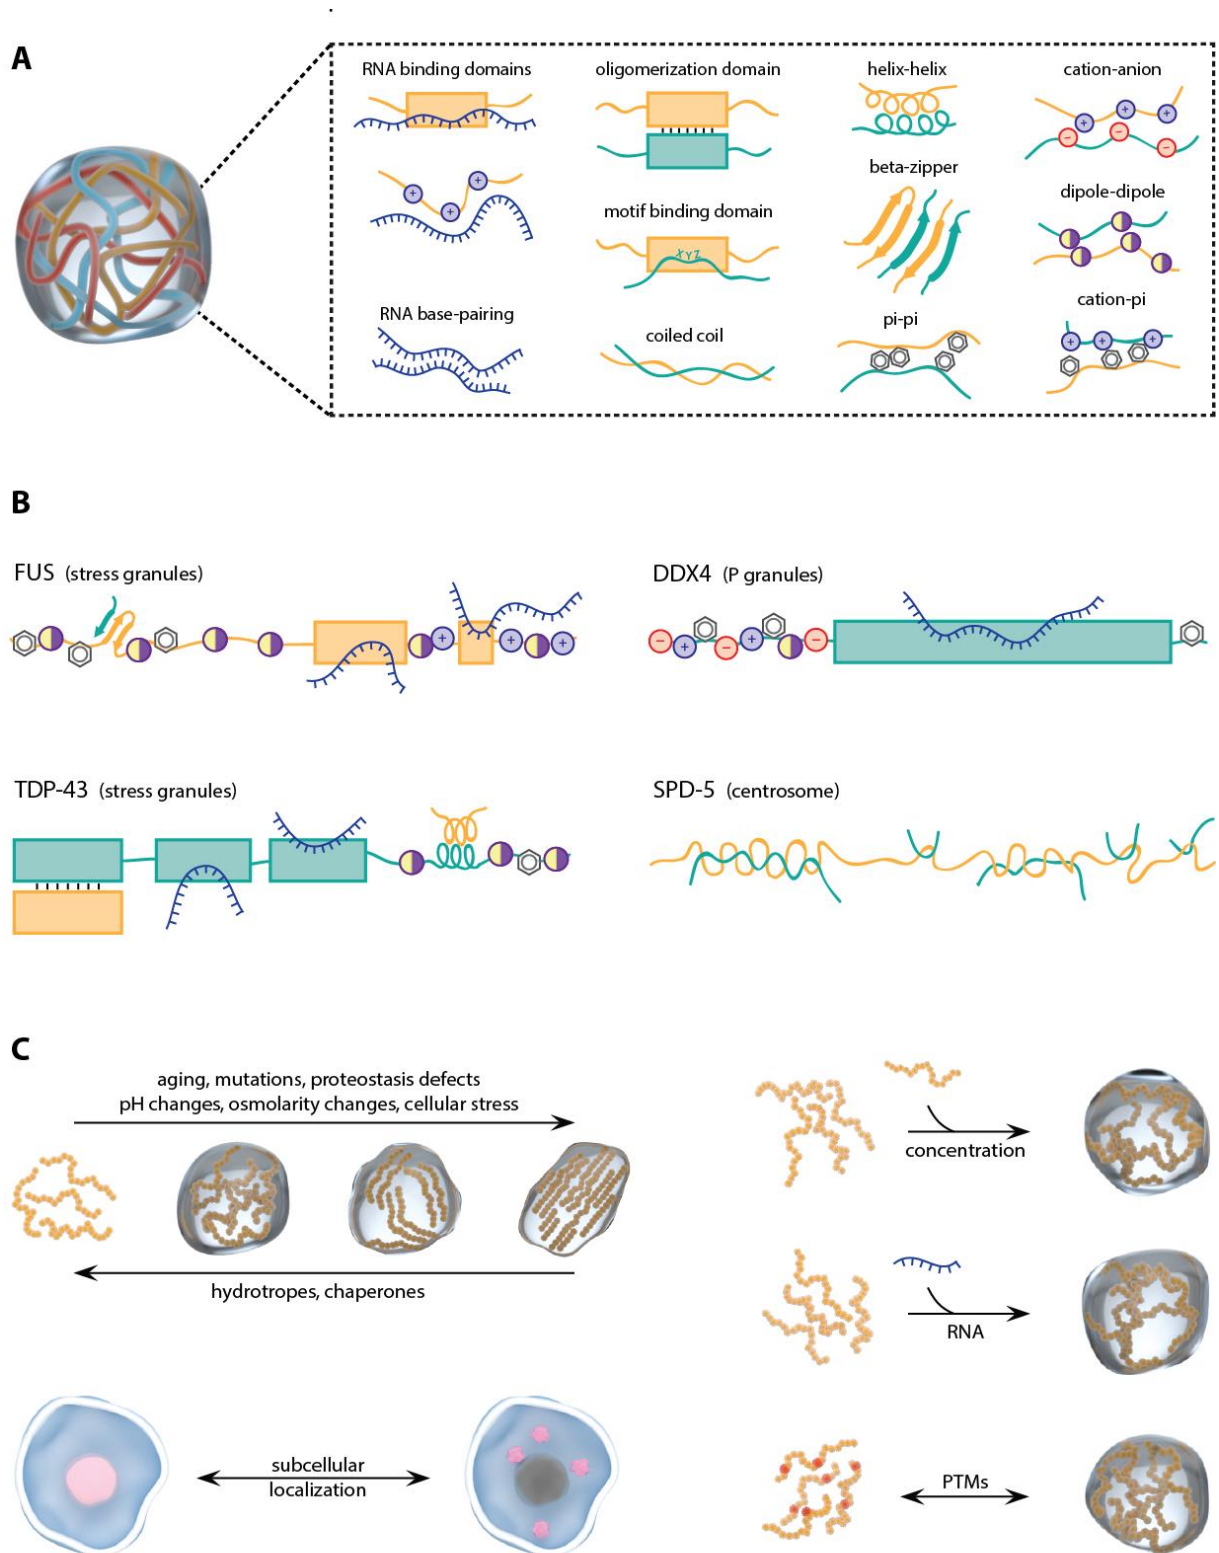 A
RNA binding domains
oligomerization domain
helix-helix
cation-anion
+
+
+
−
−
−
beta-zipper
motif binding domain
dipole-dipole
XYZ
RNA base-pairing
coiled coil
pi-pi
cation-pi
+
+
+
B
FUS (stress granules)
+
+
+
DDX4 (P granules)
−
+
−
+
−
TDP-43 (stress granules)
SPD-5 (centrosome)
C
aging, mutations, proteostasis defects
pH changes, osmolarity changes, cellular stress
hydrotropes, chaperones
subcellular
localization
concentration
RNA
PTMs